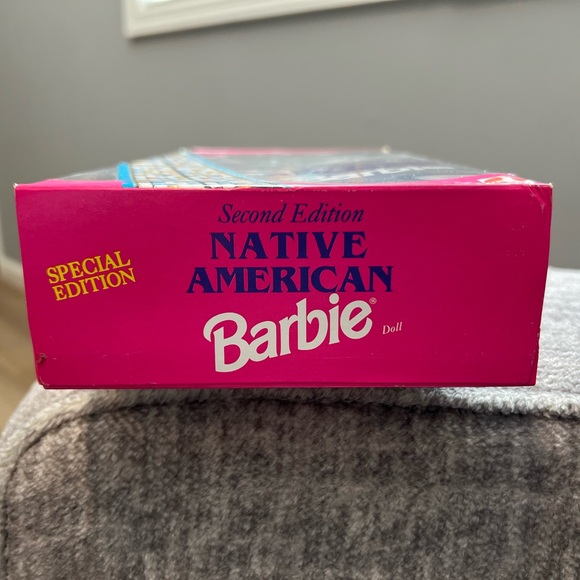 Second Edition
NATIVE
AMERICAN
Barbie®
Doll
SPECIAL
EDITION